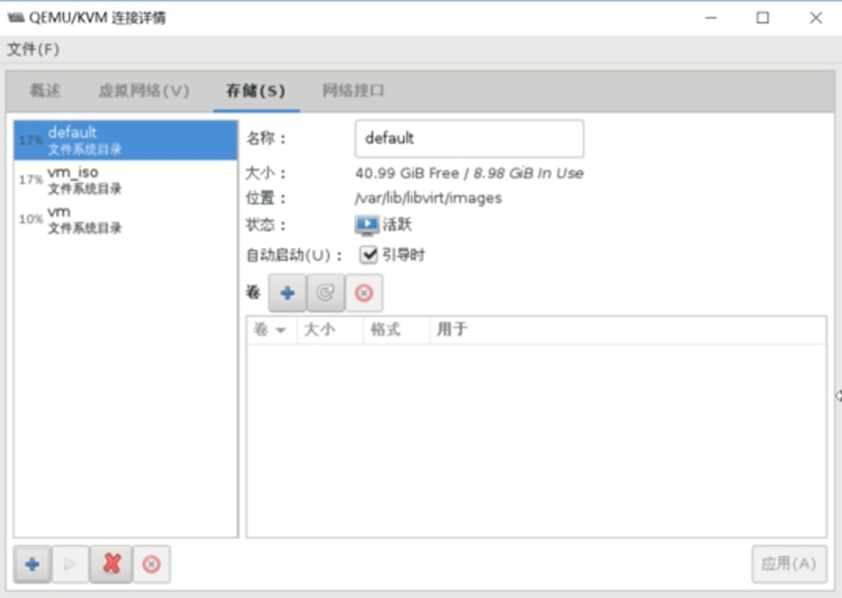 QEMU/KVM 连接详情
文件(F)
概述 虚拟网络(V) 存储(S) 网络接口
17% default
文件系统目录
17% vm_iso
文件系统目录
10% vm
文件系统目录
名称： default
大小： 40.99 GiB Free / 8.98 GiB In Use
位置： /var/lib/libvirt/images
状态： 活跃
自动启动(U)： 引导时
卷
卷 大小 格式 用于
应用(A)